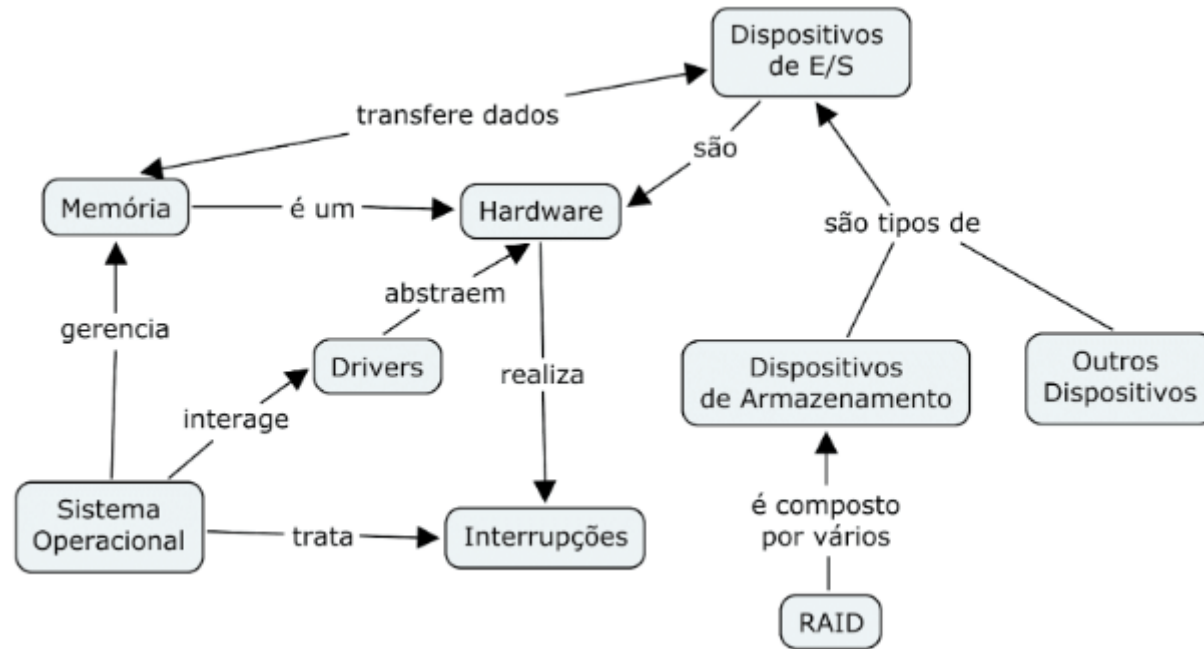 Dispositivos
de E/S
transfere dados
são
Memória
é um
Hardware
são tipos de
abstraem
gerencia
Drivers
realiza
Dispositivos
de Armazenamento
Outros
Dispositivos
interage
Sistema
Operacional
trata
Interrupções
é composto
por vários
RAID